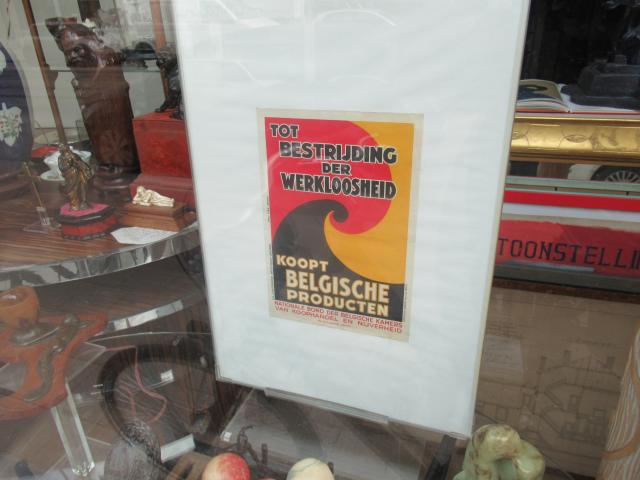 TOT
BESTRIJDING
DER
WERKLOOSHEID
KOOPT
BELGISCHE
PRODUCTEN
NATIONALE BOND DER BELGISCHE KAMERS
VAN KOOPHANDEL EN NIJVERHEID
TOONSTELLI